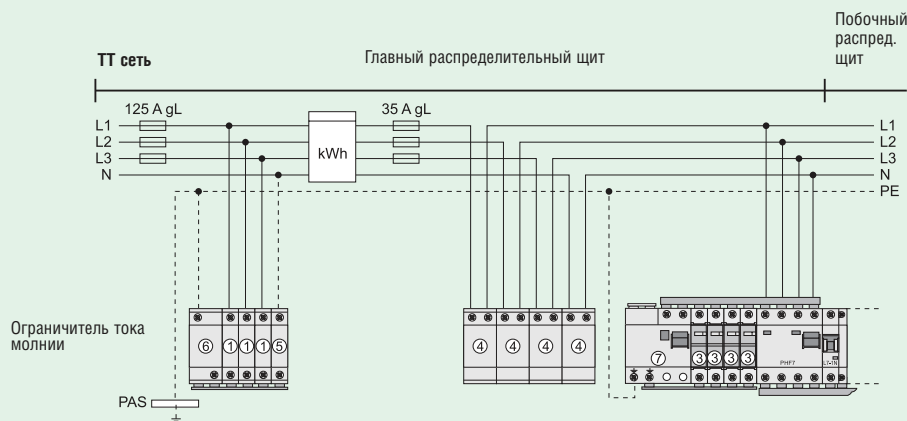 Побочный
распред.
щит
ТТ сеть
Главный распределительный щит
125 A gL
35 A gL
L1
L2
L3
N
kWh
L1
L2
L3
N
PE
Ограничитель тока
молнии
6 1 1 1 5
4 4 4 4
7 3 3 3 3
PHF7
L7-1N
PAS